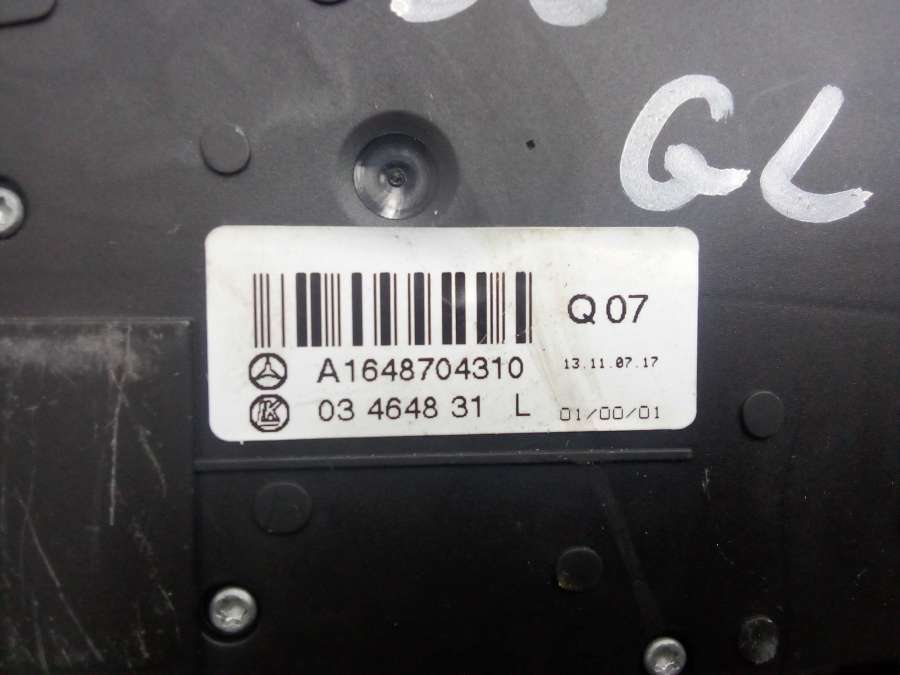 GL
Q 07
A1648704310
13.11.07.17
03 4648 31 L
01/00/01